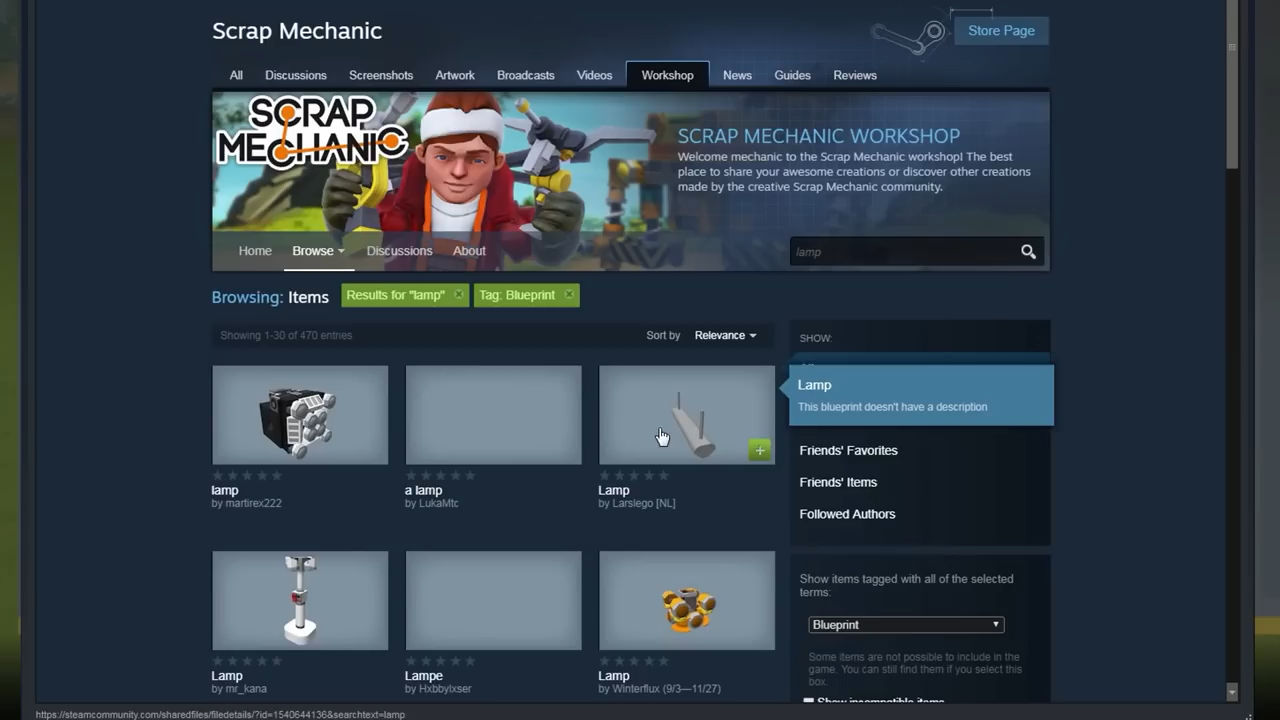 Scrap Mechanic
Store Page
All
Discussions
Screenshots
Artwork
Broadcasts
Videos
Workshop
News
Guides
Reviews
SCRAP
MECHANIC
SCRAP MECHANIC WORKSHOP
Welcome mechanic to the Scrap Mechanic workshop! The best
place to share your awesome creations or discover other creations
made by the creative Scrap Mechanic community.
Home
Browse
Discussions
About
lamp
Browsing: Items
Results for "lamp"
Tag: Blueprint
Showing 1-30 of 470 entries
Sort by
Relevance
SHOW:
Lamp
This blueprint doesn't have a description
Friends' Favorites
Friends' Items
Followed Authors
lamp
by martirex222
a lamp
by LukaMtc
Lamp
by Larsiego [NL]
Show items tagged with all of the selected
terms:
Blueprint
Some items are not possible to include in the
game. You can still find them if you select this
box.
Show incompatible items
Lamp
by mr_kana
Lampe
by Hxbbylxser
Lamp
by Winterflux (9/3—11/27)
https://steamcommunity.com/sharedfiles/filedetails/?id=1540644136&searchtext=lamp